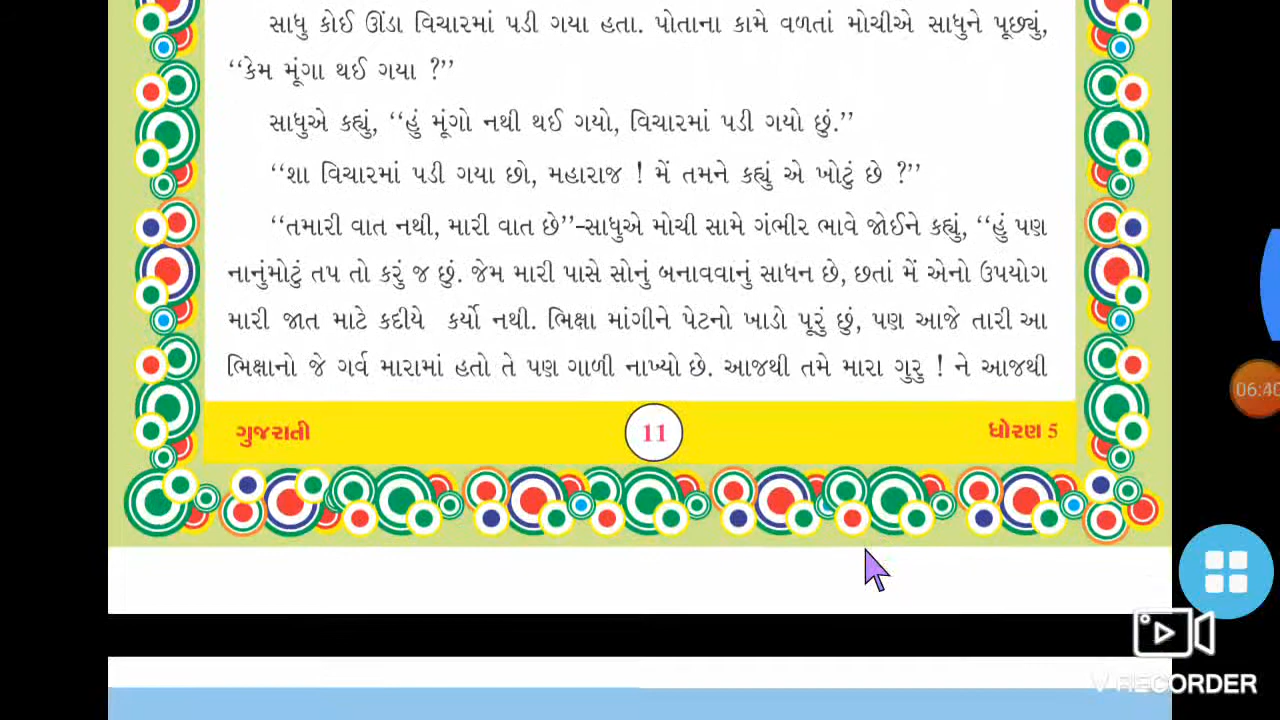 સાધુ કોઈ ઊંડા વિચારમાં પડી ગયા હતા. પોતાના કામે વળતાં મોચીએ સાધુને પૂછ્યું,
‘‘કેમ મૂંગા થઈ ગયા ?’’
સાધુએ કહ્યું, ‘‘હું મૂંગો નથી થઈ ગયો, વિચારમાં પડી ગયો છું.’’
‘‘શા વિચારમાં પડી ગયા છો, મહારાજ ! મેં તમને કહ્યું એ ખોટું છે ?’’
‘‘તમારી વાત નથી, મારી વાત છે’’-સાધુએ મોચી સામે ગંભીર ભાવે જોઈને કહ્યું, ‘‘હું પણ
નાનુંમોટું તપ તો કરું જ છું. જેમ મારી પાસે સોનું બનાવવાનું સાધન છે, છતાં મેં એનો ઉપયોગ
મારી જાત માટે કદીયે કર્યો નથી. ભિક્ષા માંગીને પેટનો ખાડો પૂરું છું, પણ આજે તારી આ
ભિક્ષાનો જે ગર્વ મારામાં હતો તે પણ ગાળી નાખ્યો છે. આજથી તમે મારા ગુરુ ! ને આજથી
ગુજરાતી
11
ધોરણ 5
06:40
V RECORDER